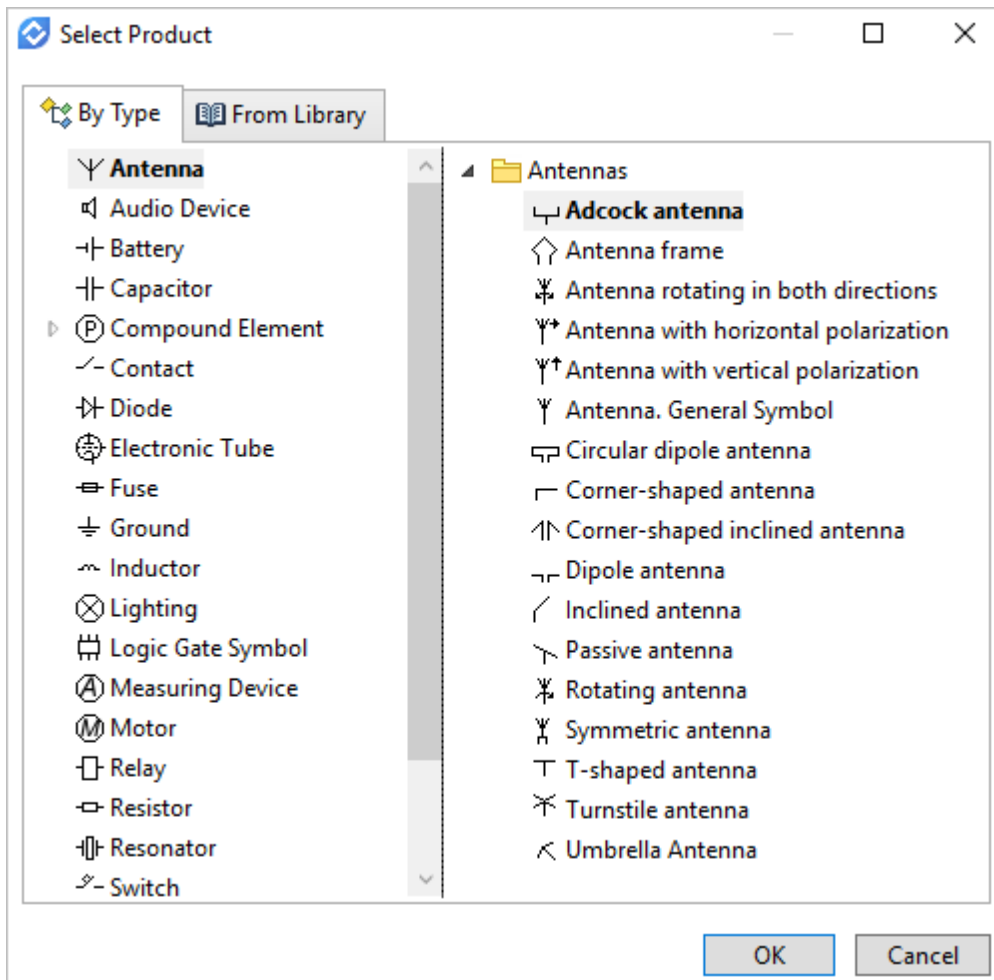 Select Product
By Type
From Library
Antenna
Audio Device
Battery
Capacitor
Compound Element
Contact
Diode
Electronic Tube
Fuse
Ground
Inductor
Lighting
Logic Gate Symbol
Measuring Device
Motor
Relay
Resistor
Resonator
Switch
Antennas
Adcock antenna
Antenna frame
Antenna rotating in both directions
Antenna with horizontal polarization
Antenna with vertical polarization
Antenna. General Symbol
Circular dipole antenna
Corner-shaped antenna
Corner-shaped inclined antenna
Dipole antenna
Inclined antenna
Passive antenna
Rotating antenna
Symmetric antenna
T-shaped antenna
Turnstile antenna
Umbrella Antenna
OK
Cancel